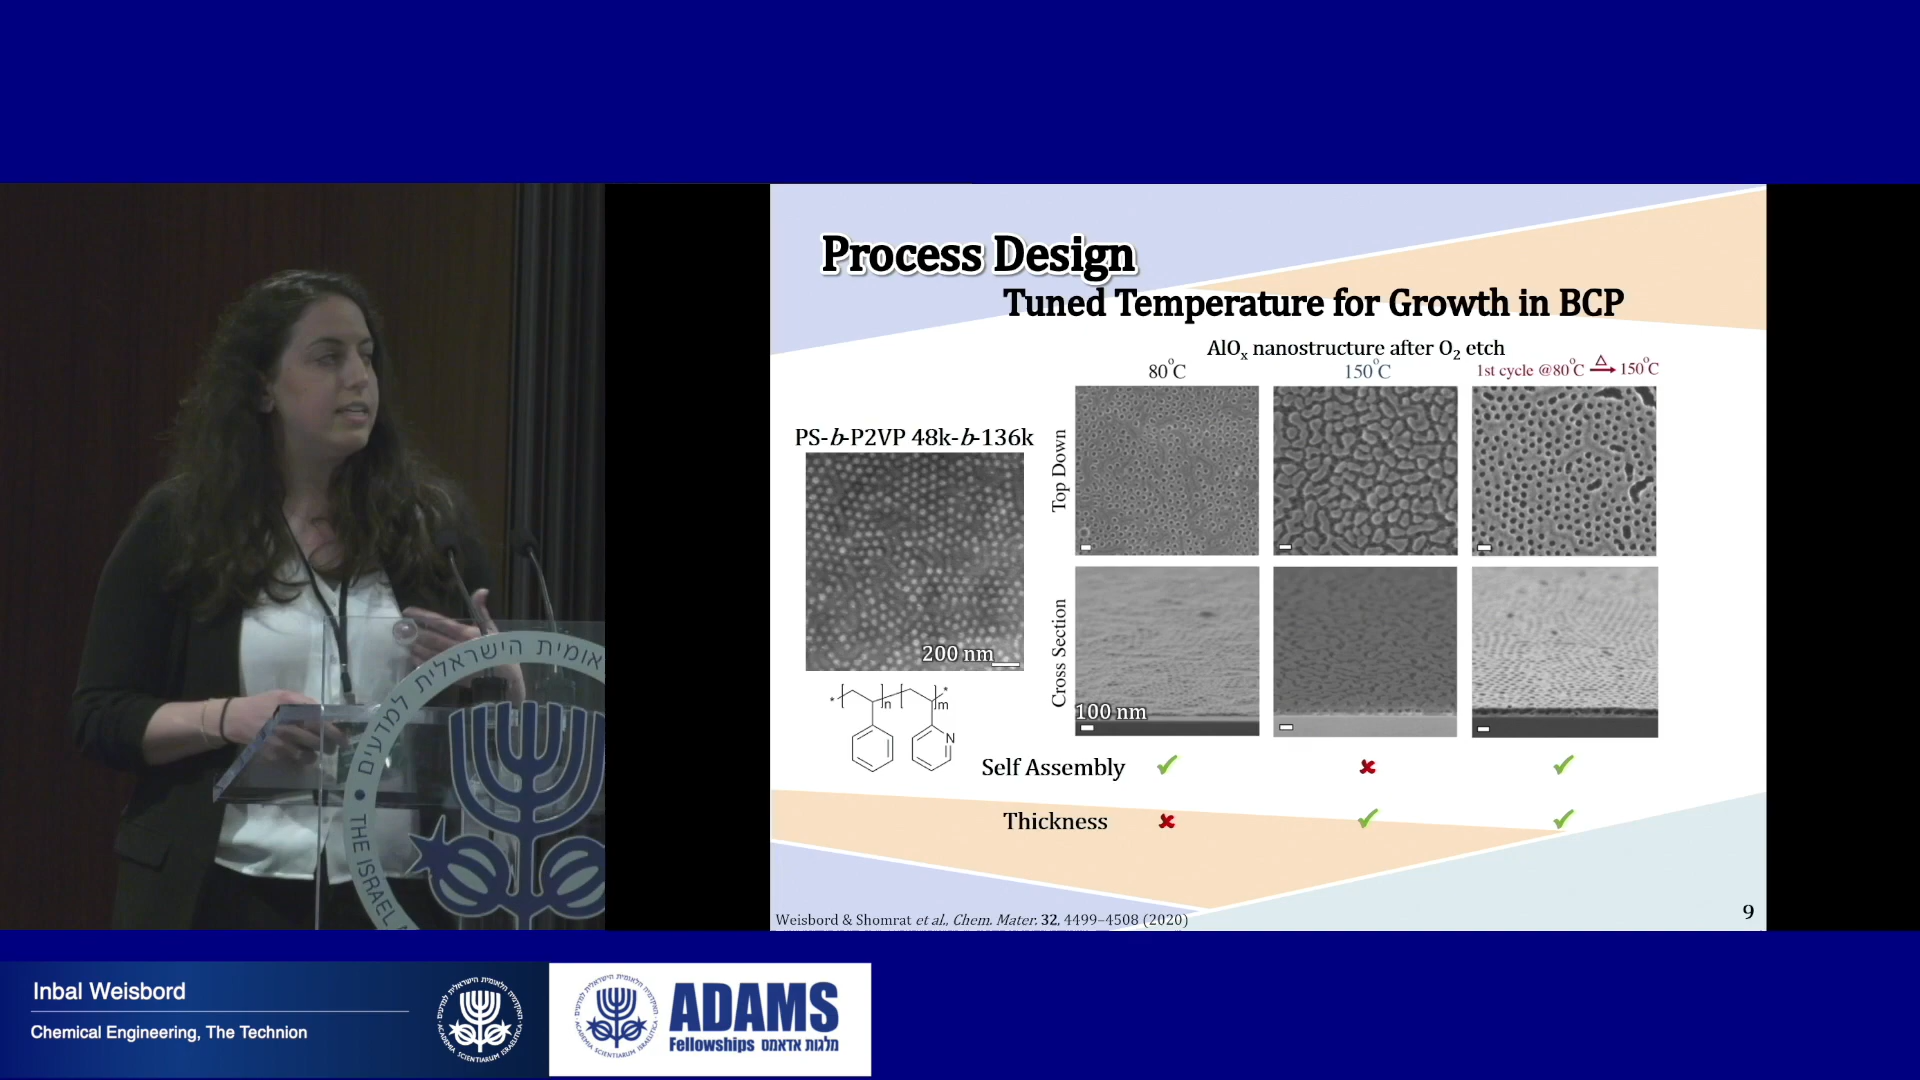 Process Design
Tuned Temperature for Growth in BCP
AlOx nanostructure after O2 etch
80°C
150°C
1st cycle @80°C Δ→ 150°C
PS-b-P2VP 48k-b-136k
Top Down
200 nm
Cross Section
100 nm
* n m *
N
Self Assembly ✓ ✘ ✓
Thickness ✘ ✓ ✓
Weisbord & Shomrat et al., Chem. Mater. 32, 4499–4508 (2020)
9
הישראלית למדעים
THE ISRAEL
Inbal Weisbord
Chemical Engineering, The Technion
ADAMS
Fellowships מלגות אדאמס